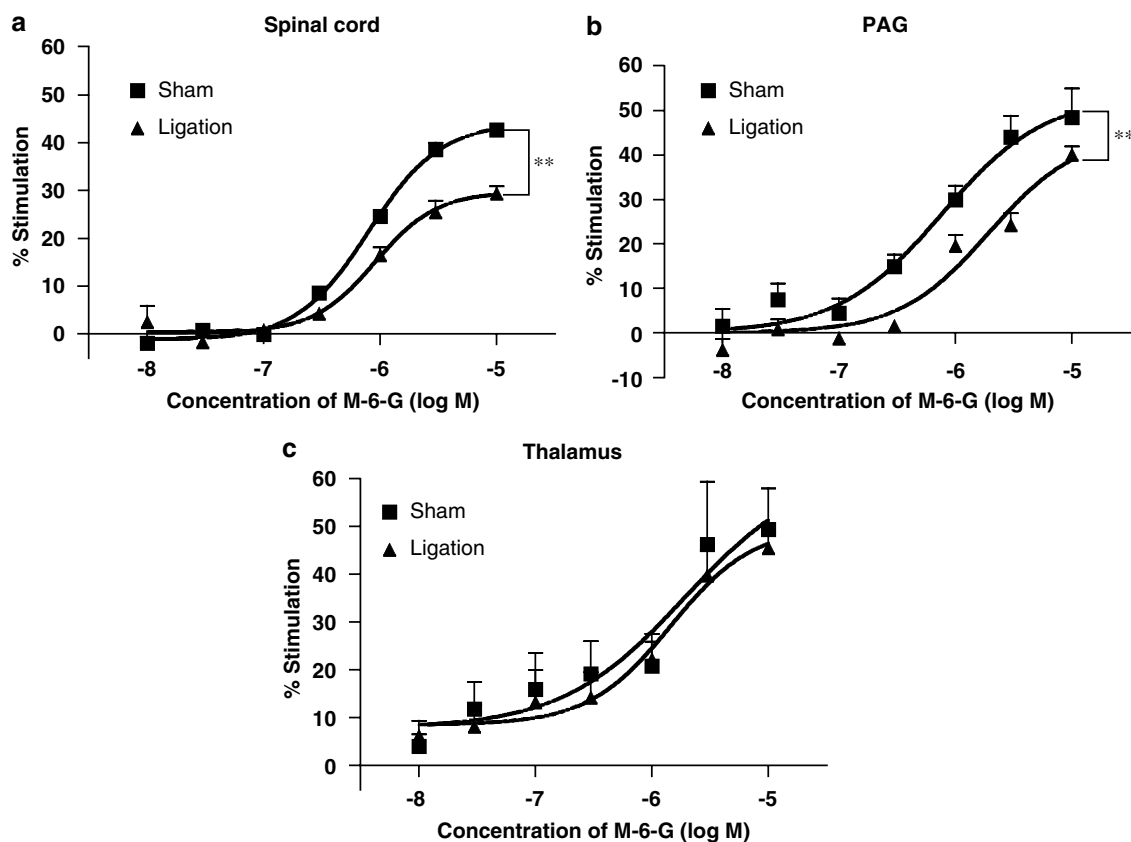 a
Spinal cord
60
50
40
30
20
10
0
% Stimulation
Sham
Ligation
**
-8
-7
-6
-5
Concentration of M-6-G (log M)
b
PAG
60
50
40
30
20
10
0
-10
% Stimulation
Sham
Ligation
**
-8
-7
-6
-5
Concentration of M-6-G (log M)
c
Thalamus
60
50
40
30
20
10
0
% Stimulation
Sham
Ligation
-8
-7
-6
-5
Concentration of M-6-G (log M)